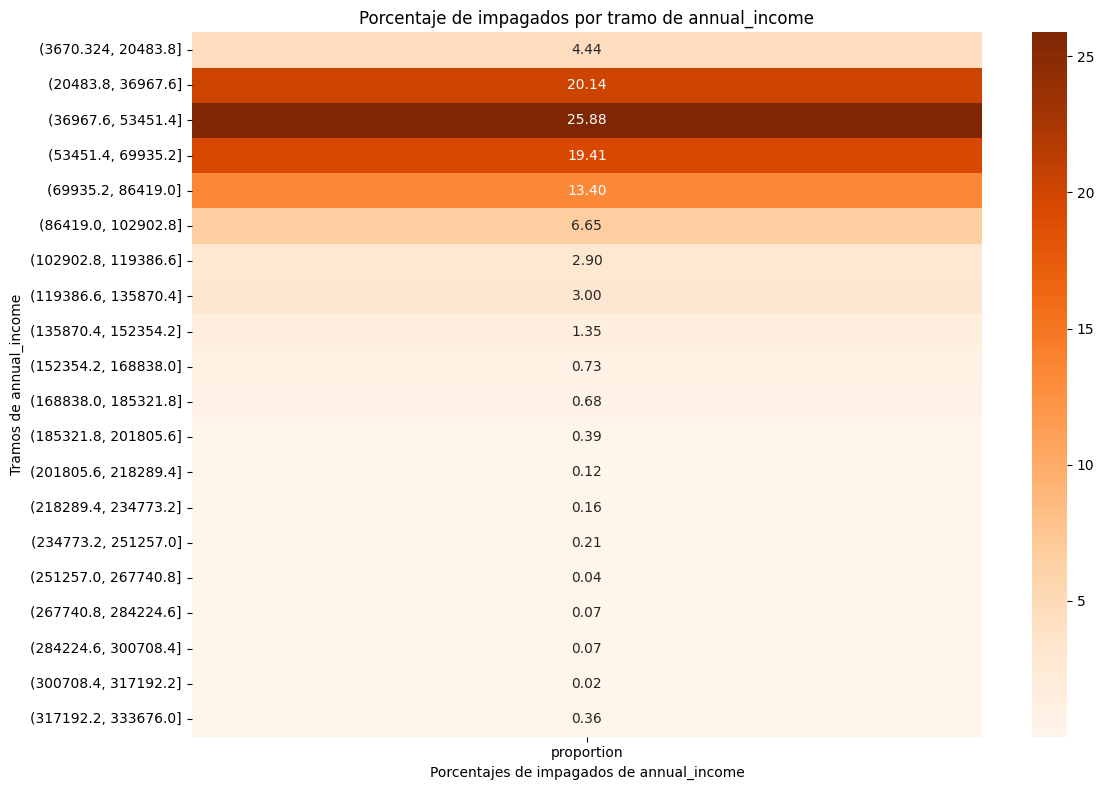 Porcentaje de impagados por tramo de annual_income
Tramos de annual_income
(3670.324, 20483.8] 4.44
(20483.8, 36967.6] 20.14
(36967.6, 53451.4] 25.88
(53451.4, 69935.2] 19.41
(69935.2, 86419.0] 13.40
(86419.0, 102902.8] 6.65
(102902.8, 119386.6] 2.90
(119386.6, 135870.4] 3.00
(135870.4, 152354.2] 1.35
(152354.2, 168838.0] 0.73
(168838.0, 185321.8] 0.68
(185321.8, 201805.6] 0.39
(201805.6, 218289.4] 0.12
(218289.4, 234773.2] 0.16
(234773.2, 251257.0] 0.21
(251257.0, 267740.8] 0.04
(267740.8, 284224.6] 0.07
(284224.6, 300708.4] 0.07
(300708.4, 317192.2] 0.02
(317192.2, 333676.0] 0.36
proportion
Porcentajes de impagados de annual_income
25
20
15
10
5